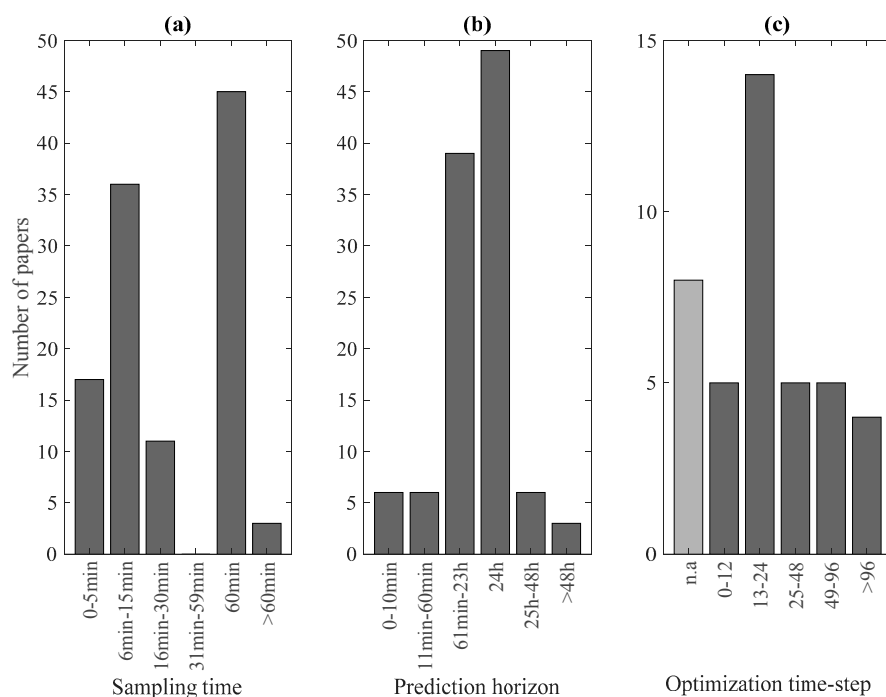 (a)
50
45
40
35
30
25
20
15
10
5
0
Number of papers
0-5min
6min-15min
16min-30min
31min-59min
60min
>60min
Sampling time
(b)
50
45
40
35
30
25
20
15
10
5
0
0-10min
11min-60min
61min-23h
24h
25h-48h
>48h
Prediction horizon
(c)
15
10
5
0
n.a
0-12
13-24
25-48
49-96
>96
Optimization time-step